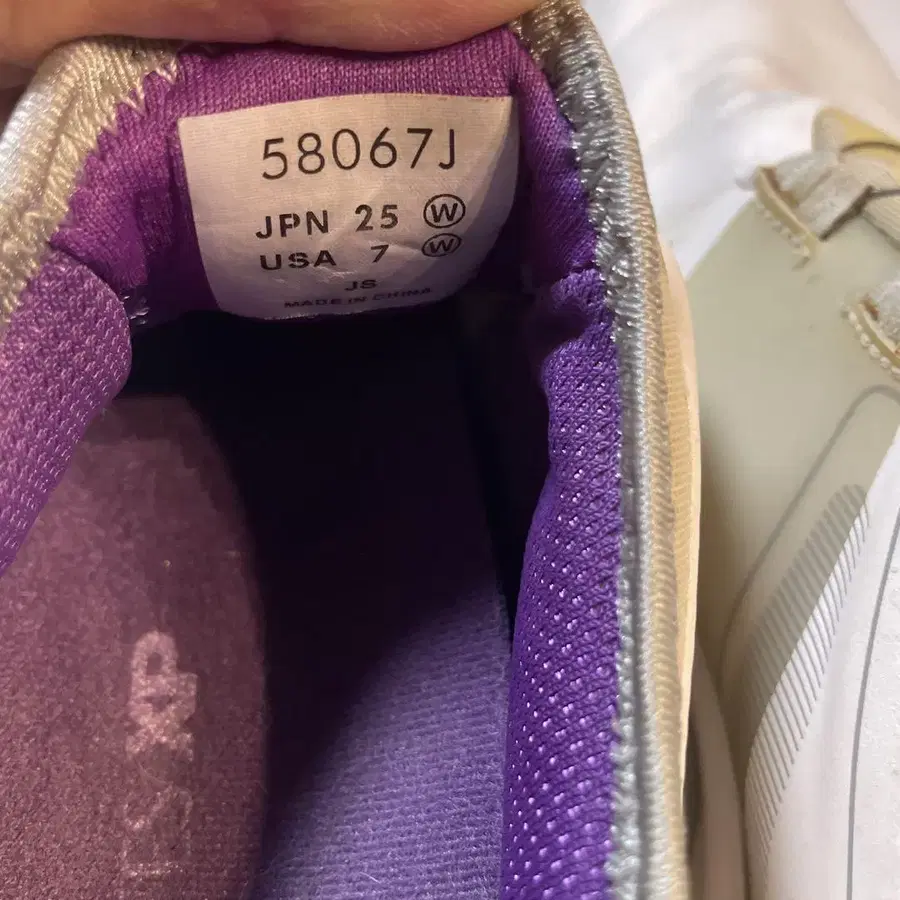 58067J
JPN 25 Ⓦ
USA 7 Ⓦ
JS
MADE IN CHINA